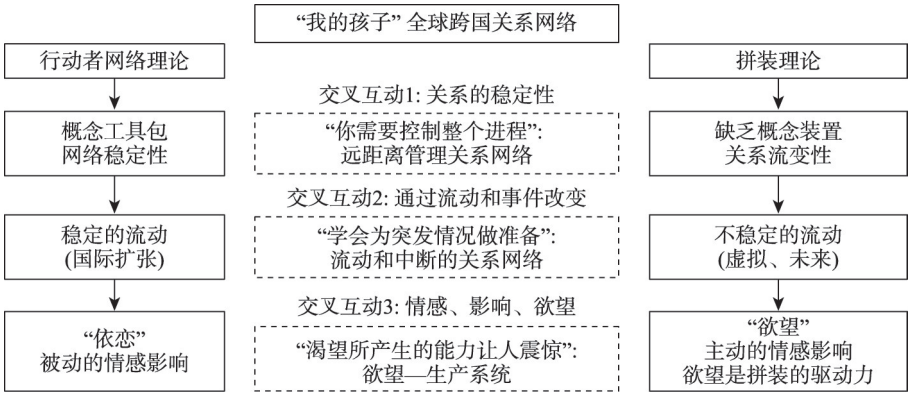 “我的孩子” 全球跨国关系网络
行动者网络理论
拼装理论
交叉互动1: 关系的稳定性
概念工具包
网络稳定性
“你需要控制整个进程”:
远距离管理关系网络
缺乏概念装置
关系流变性
交叉互动2: 通过流动和事件改变
稳定的流动
(国际扩张)
“学会为突发情况做准备”:
流动和中断的关系网络
不稳定的流动
(虚拟、未来)
交叉互动3: 情感、影响、欲望
“依恋”
被动的情感影响
“渴望所产生的能力让人震惊”:
欲望—生产系统
“欲望”
主动的情感影响
欲望是拼装的驱动力